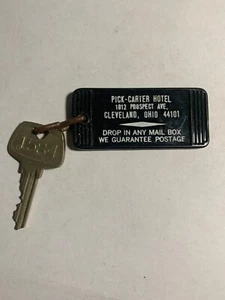 PICK-CARTER HOTEL
1012 PROSPECT AVE.
CLEVELAND, OHIO 44101
DROP IN ANY MAIL BOX
WE GUARANTEE POSTAGE